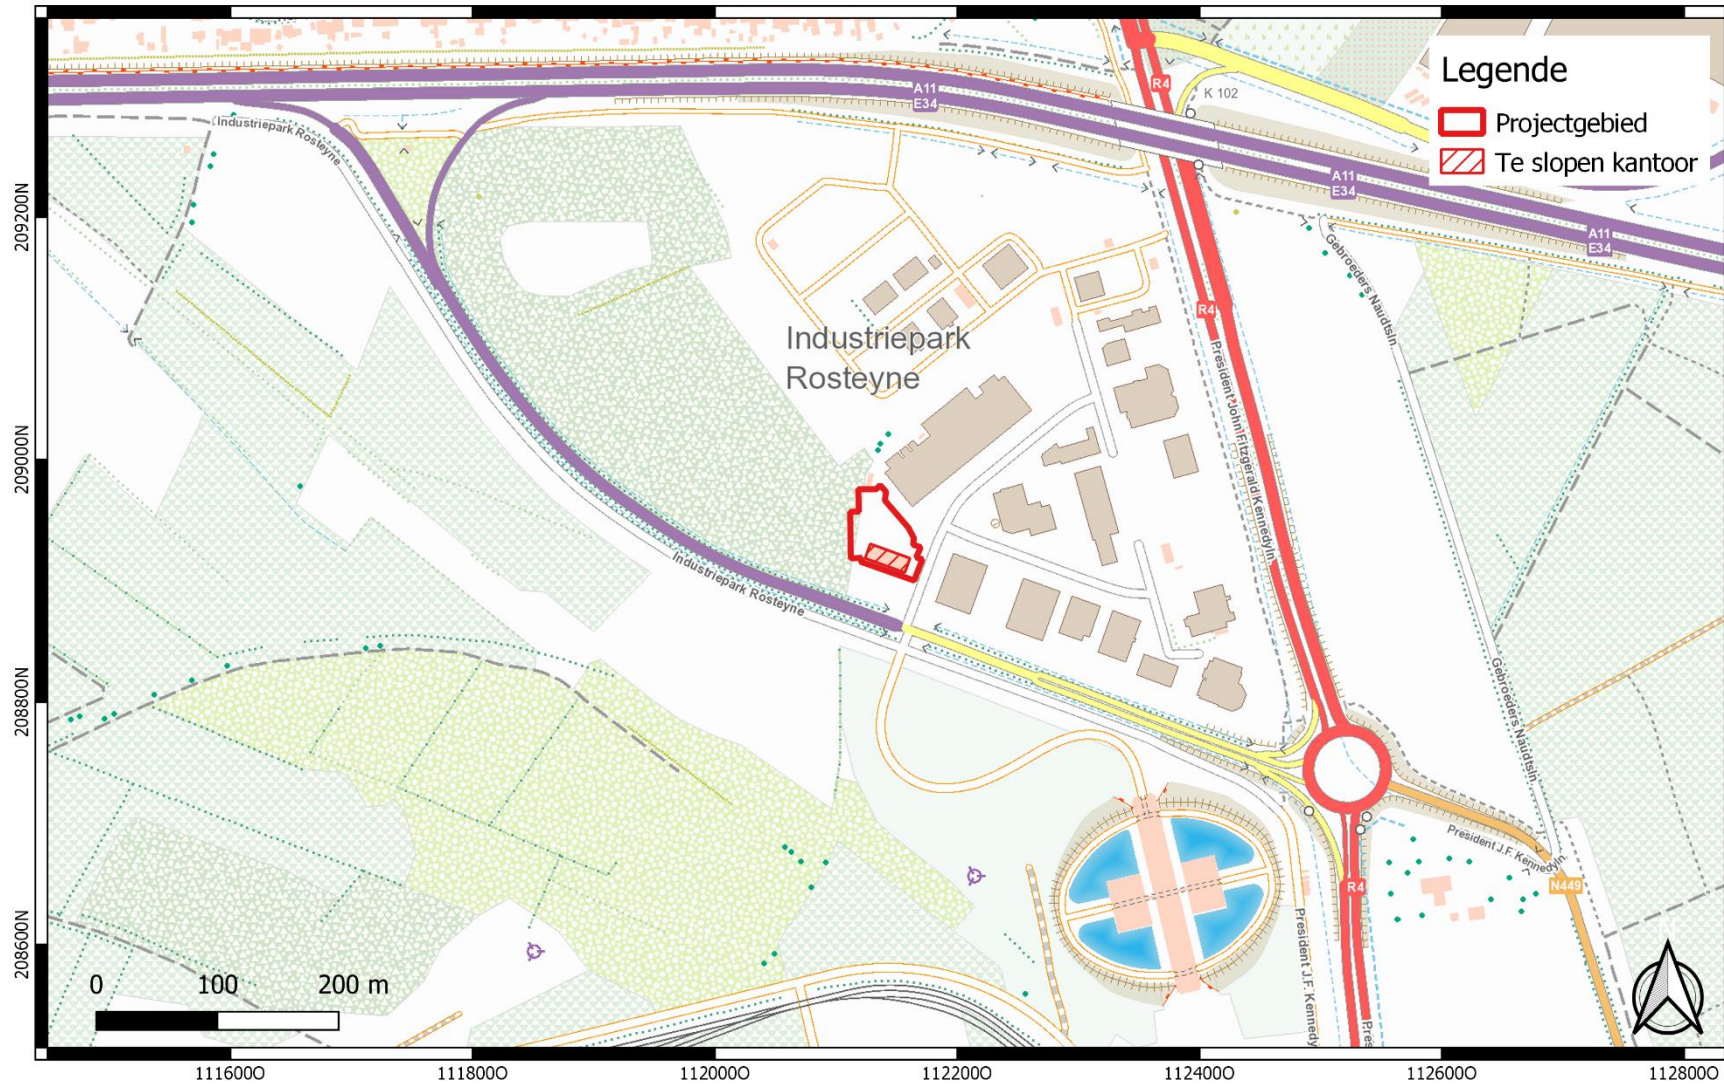 R4
K 102
Legende
Projectgebied
Te slopen kantoor
A11
E34
Industriepark Rosteyne
A11
E34
A11
E34
209200N
Gebroeders Naudtsln.
R4
Industriepark
Rosteyne
President John Fitzgerald Kennedyln.
209000N
Industriepark Rosteyne
208800N
Gebroeders Naudtsln.
President J.F. Kennedyln.
R4
N449
208600N
President J.F. Kennedy
Pres
0 100 200 m
111600O 111800O 112000O 112200O 112400O 112600O 112800O